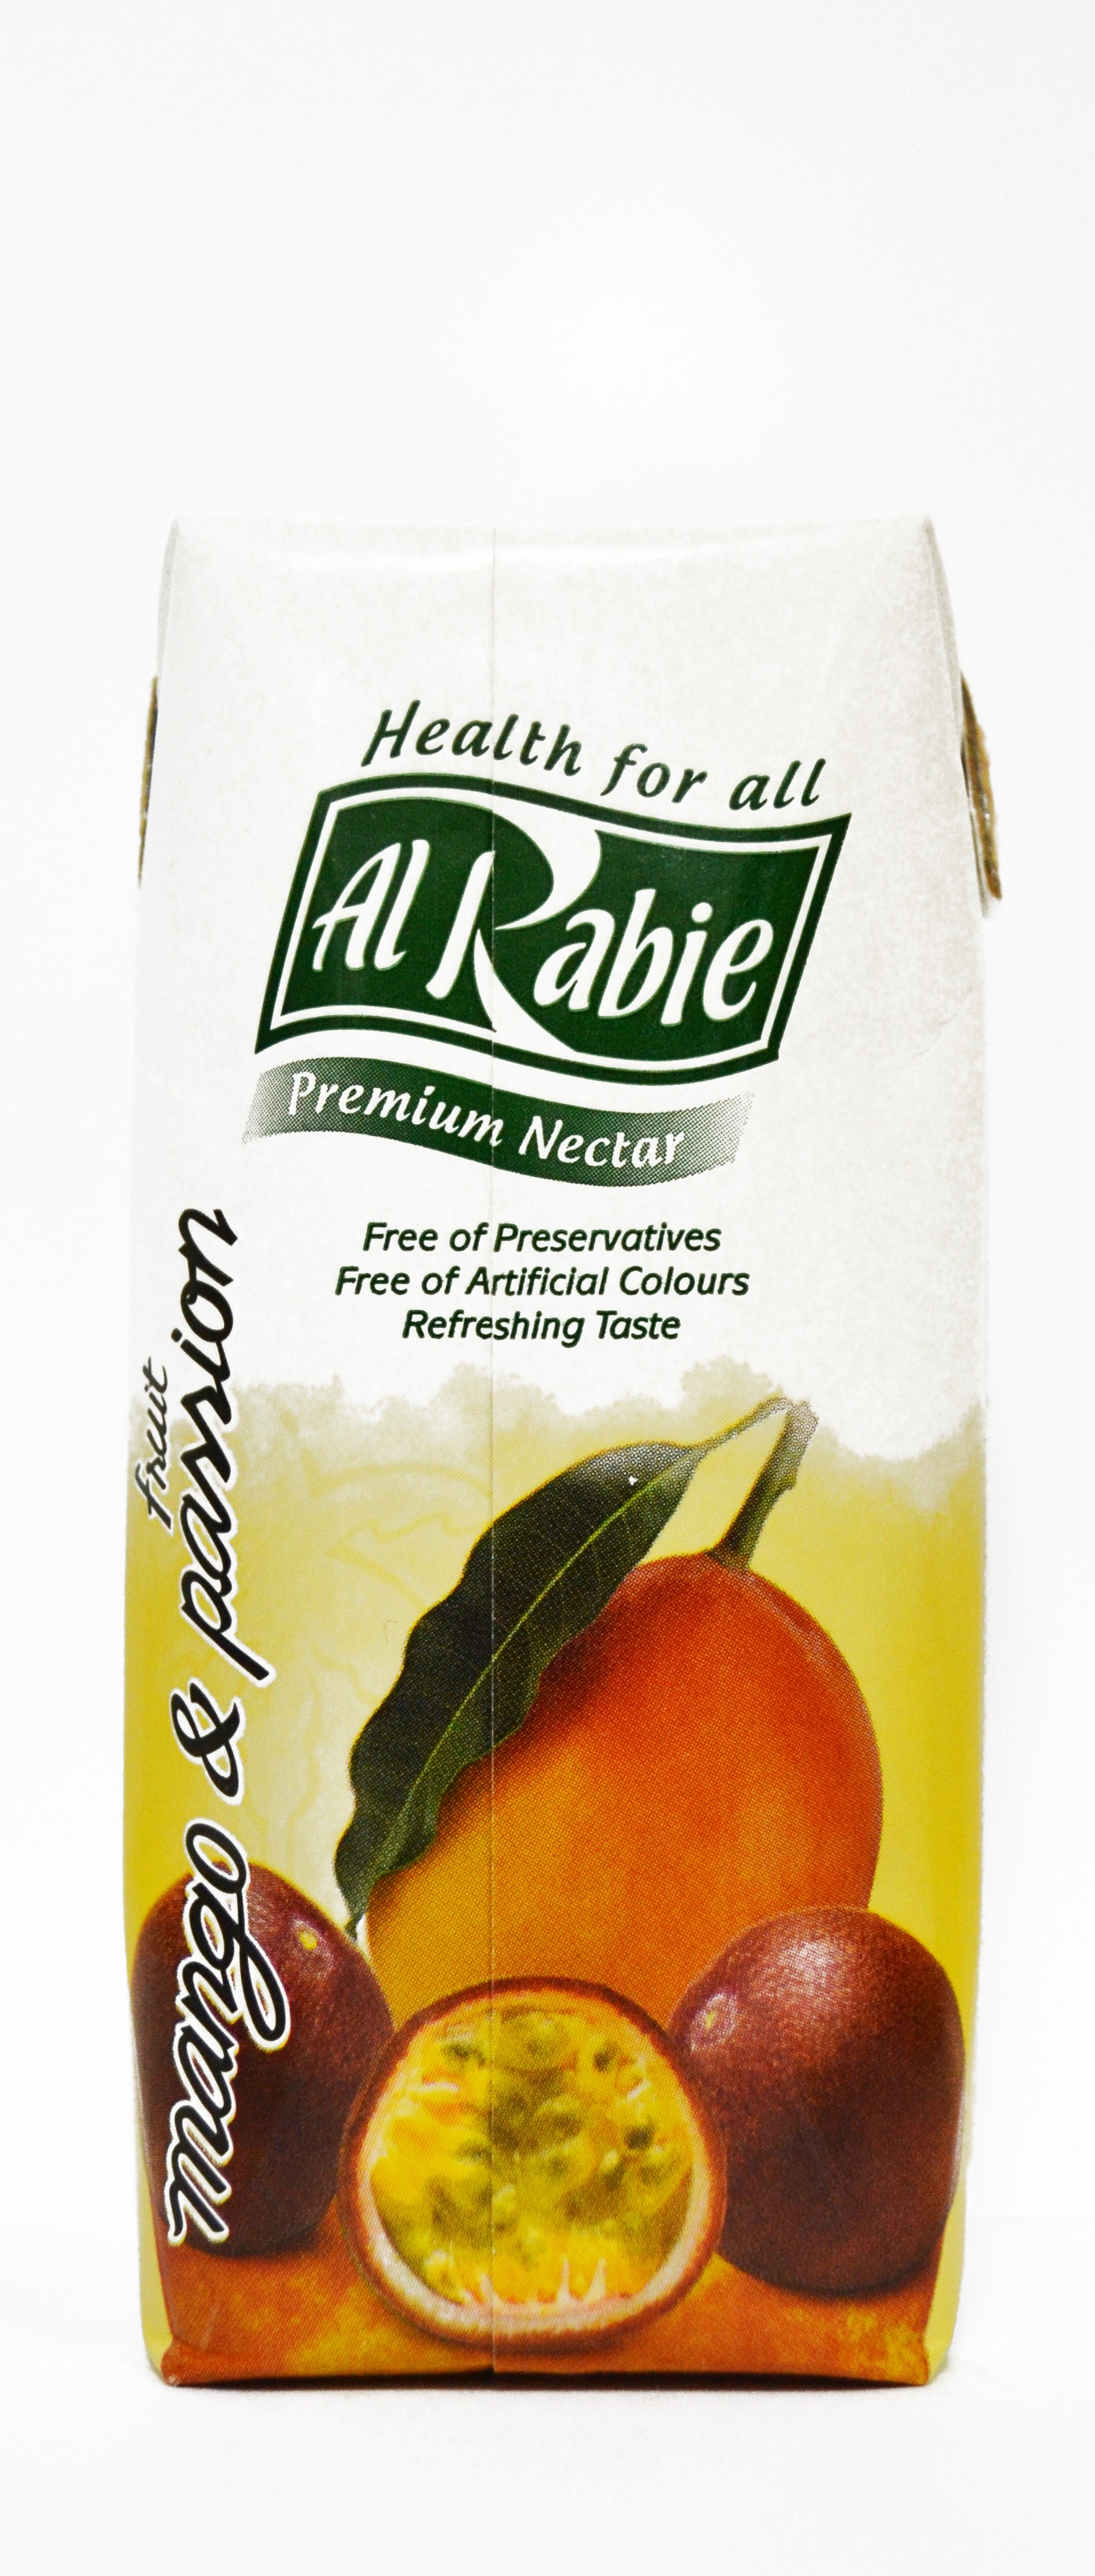 Health for all
Al Rabie
Premium Nectar
Free of Preservatives
Free of Artificial Colours
Refreshing Taste
mango & passion
fruit